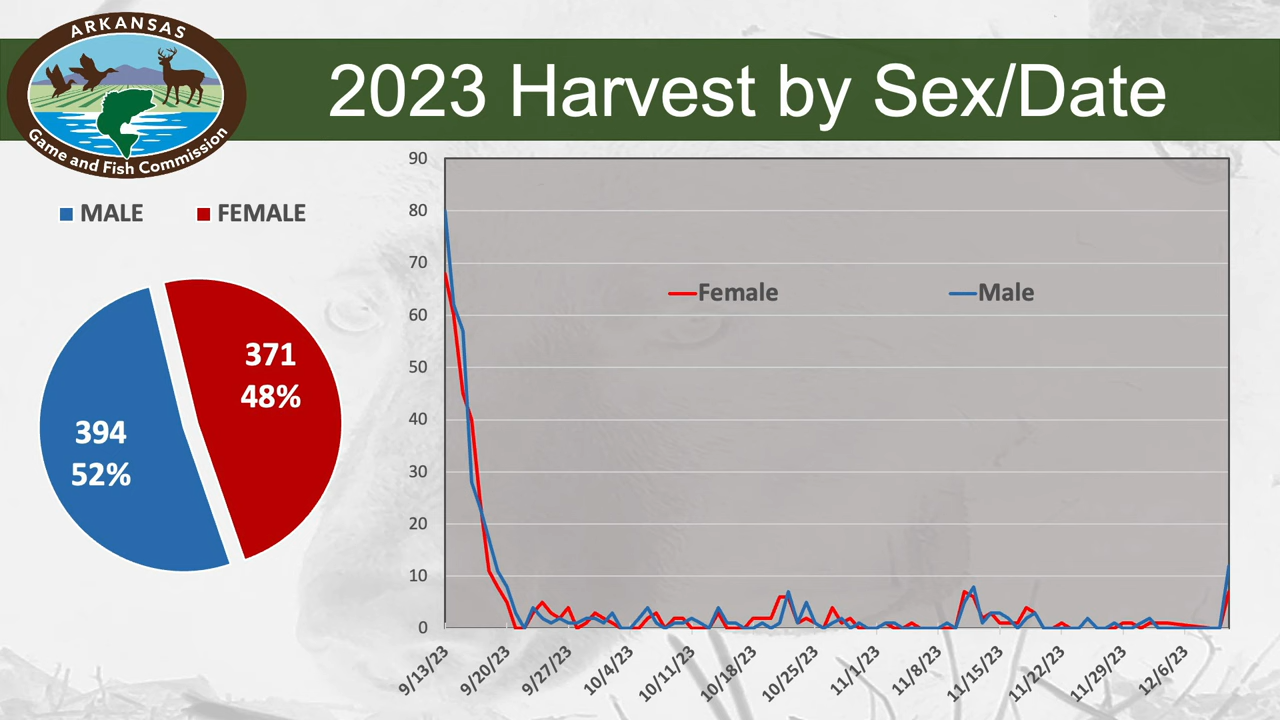 ARKANSAS
Game and Fish Commission
2023 Harvest by Sex/Date
MALE FEMALE
371
48%
394
52%
90
80
70
60
50
40
30
20
10
0
Female Male
9/13/23 9/20/23 9/27/23 10/4/23 10/11/23 10/18/23 10/25/23 11/1/23 11/8/23 11/15/23 11/22/23 11/29/23 12/6/23